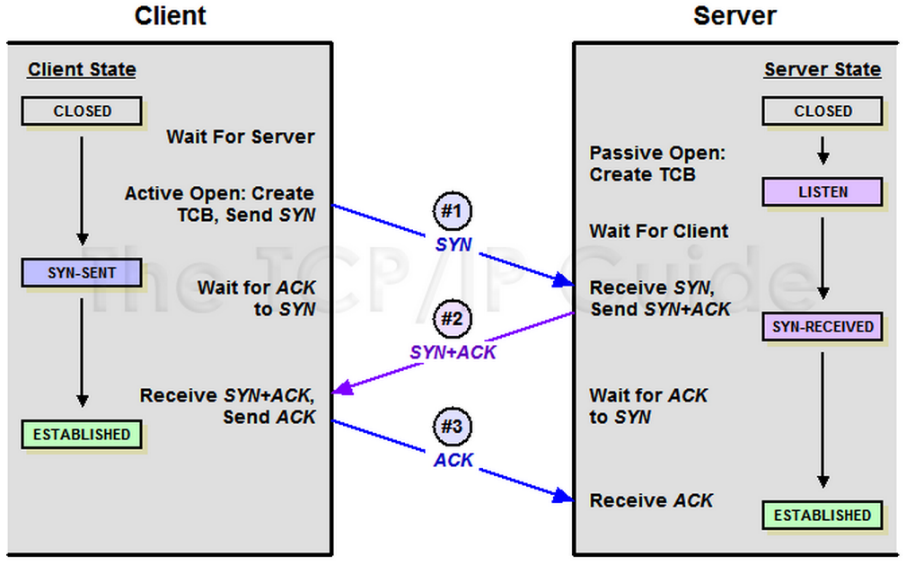 Client
Server
Client State
CLOSED
Wait For Server
Active Open: Create
TCB, Send SYN
SYN-SENT
Wait for ACK
to SYN
Receive SYN+ACK,
Send ACK
ESTABLISHED
#1
SYN
#2
SYN+ACK
#3
ACK
Server State
CLOSED
Passive Open:
Create TCB
LISTEN
Wait For Client
Receive SYN,
Send SYN+ACK
SYN-RECEIVED
Wait for ACK
to SYN
Receive ACK
ESTABLISHED
The TCP/IP Guide